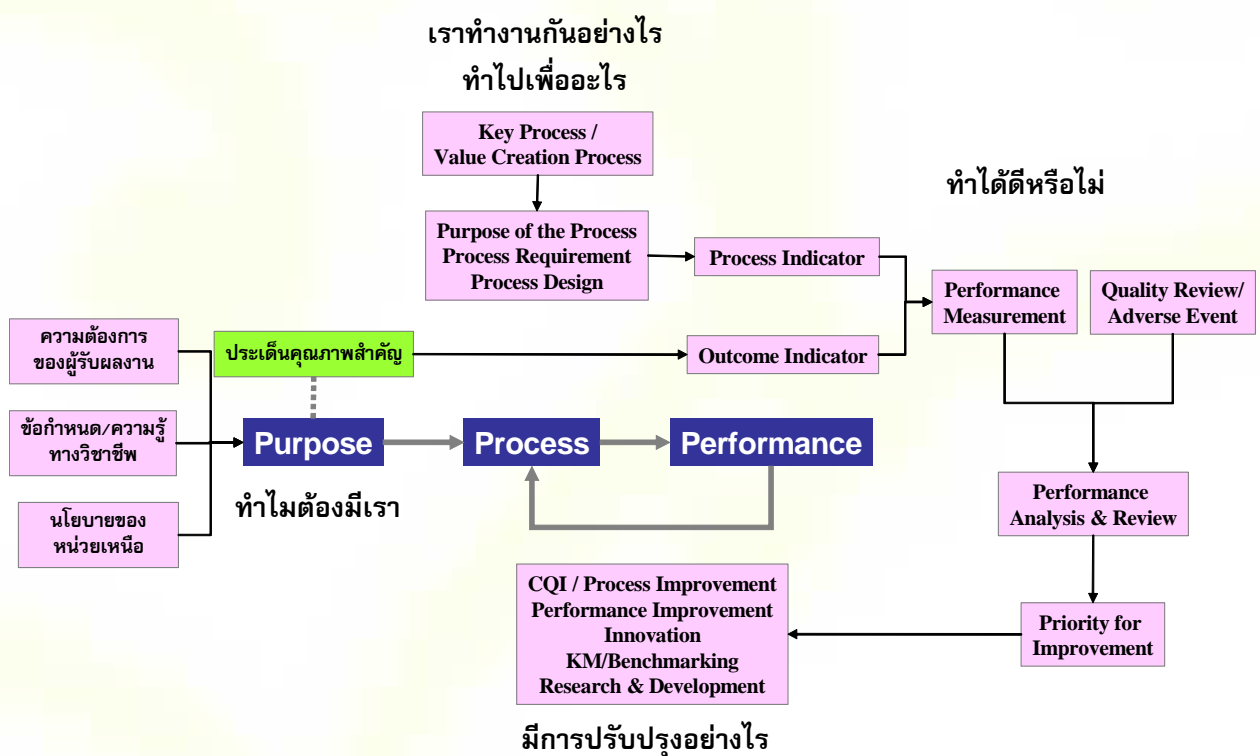 เราทำงานกันอย่างไร
ทำไปเพื่ออะไร
Key Process /
Value Creation Process
ทำได้ดีหรือไม่
Purpose of the Process
Process Requirement
Process Design
Process Indicator
Performance
Measurement
Quality Review/
Adverse Event
ความต้องการ
ของผู้รับผลงาน
ประเด็นคุณภาพสำคัญ
Outcome Indicator
ข้อกำหนด/ความรู้
ทางวิชาชีพ
Purpose
Process
Performance
ทำไมต้องมีเรา
นโยบายของ
หน่วยเหนือ
Performance
Analysis & Review
CQI / Process Improvement
Performance Improvement
Innovation
KM/Benchmarking
Research & Development
Priority for
Improvement
มีการปรับปรุงอย่างไร